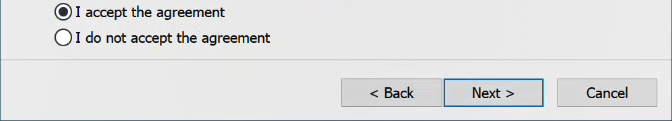 I accept the agreement
I do not accept the agreement
< Back Next > Cancel